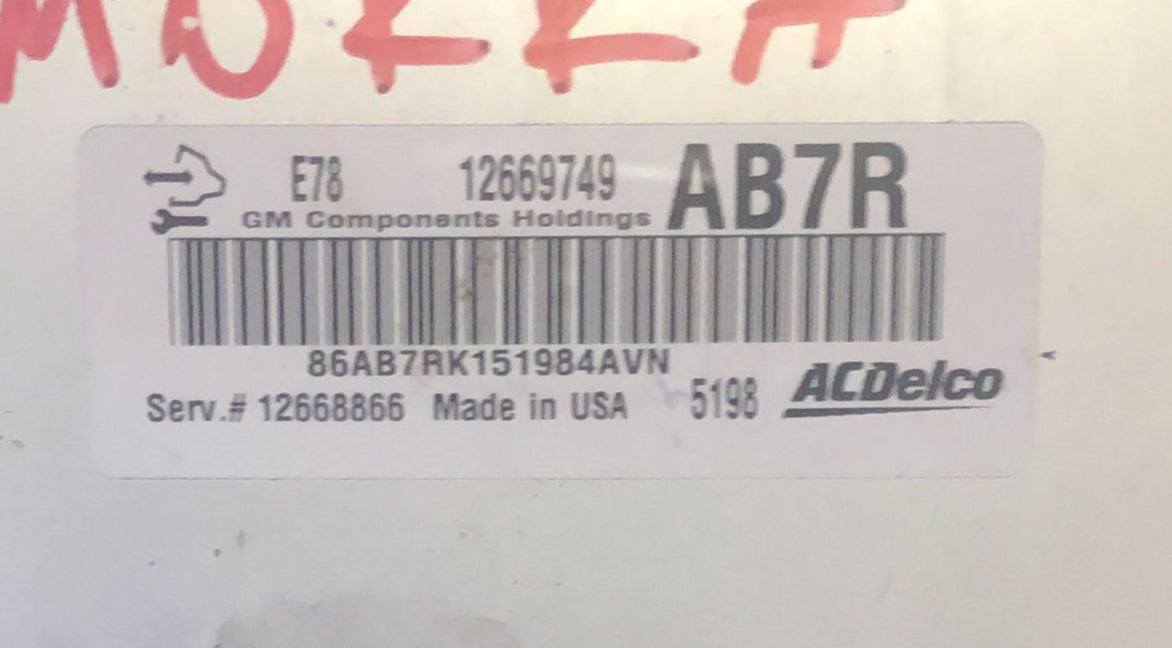 E78 12669749 AB7R
GM Components Holdings
86AB7RK151984AVN
Serv.# 12668866 Made in USA 5198 ACDelco